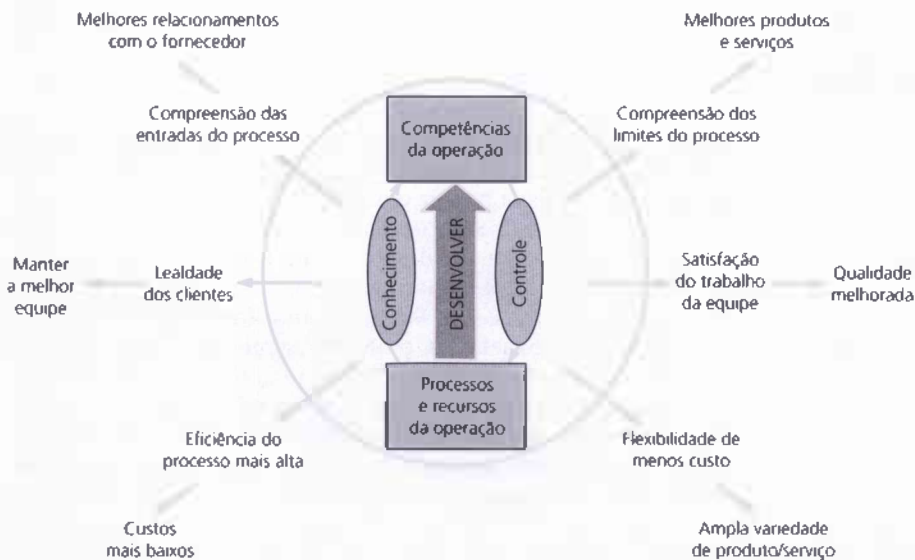 Melhores relacionamentos
com o fornecedor
Melhores produtos
e serviços
Compreensão das
entradas do processo
Competências
da operação
Compreensão dos
limites do processo
Manter
a melhor
equipe
Lealdade
dos clientes
Conhecimento
DESENVOLVER
Controle
Satisfação
do trabalho
da equipe
Qualidade
melhorada
Processos
e recursos
da operação
Eficiência do
processo mais alta
Flexibilidade de
menos custo
Custos
mais baixos
Ampla variedade
de produto/serviço